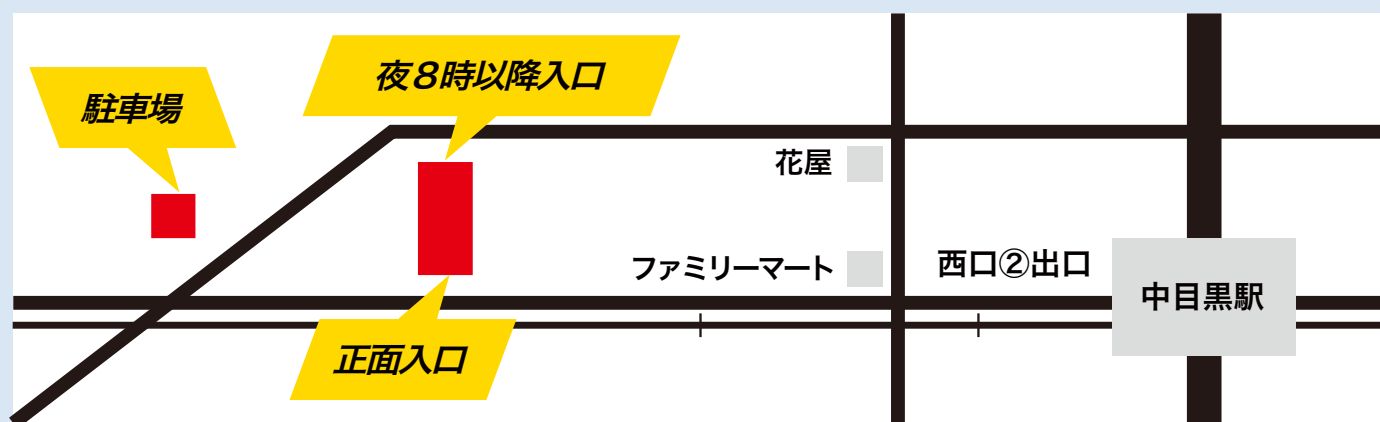 夜8時以降入口
駐車場
花屋
ファミリーマート
西口②出口
中目黒駅
正面入口